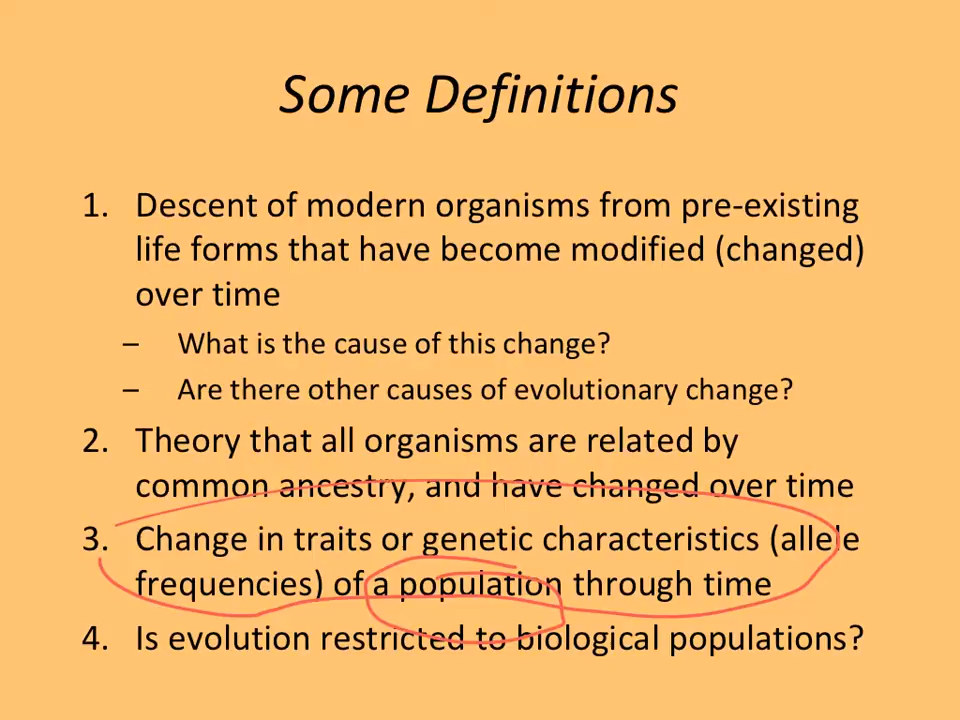 Some Definitions
1. Descent of modern organisms from pre-existing
life forms that have become modified (changed)
over time
– What is the cause of this change?
– Are there other causes of evolutionary change?
2. Theory that all organisms are related by
common ancestry, and have changed over time
3. Change in traits or genetic characteristics (allele
frequencies) of a population through time
4. Is evolution restricted to biological populations?